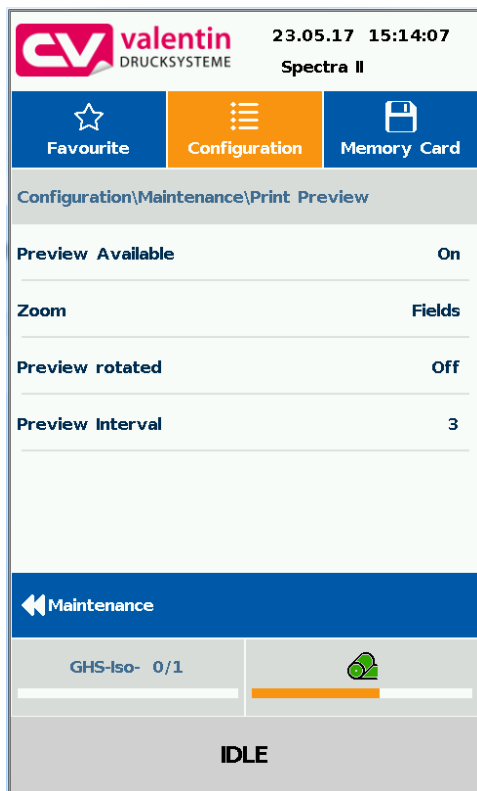 cv valentin DRUCKSYSTEME
23.05.17 15:14:07
Spectra II
Favourite Configuration Memory Card
Configuration\Maintenance\Print Preview
Preview Available On
Zoom Fields
Preview rotated Off
Preview Interval 3
Maintenance
GHS-Iso- 0/1
IDLE